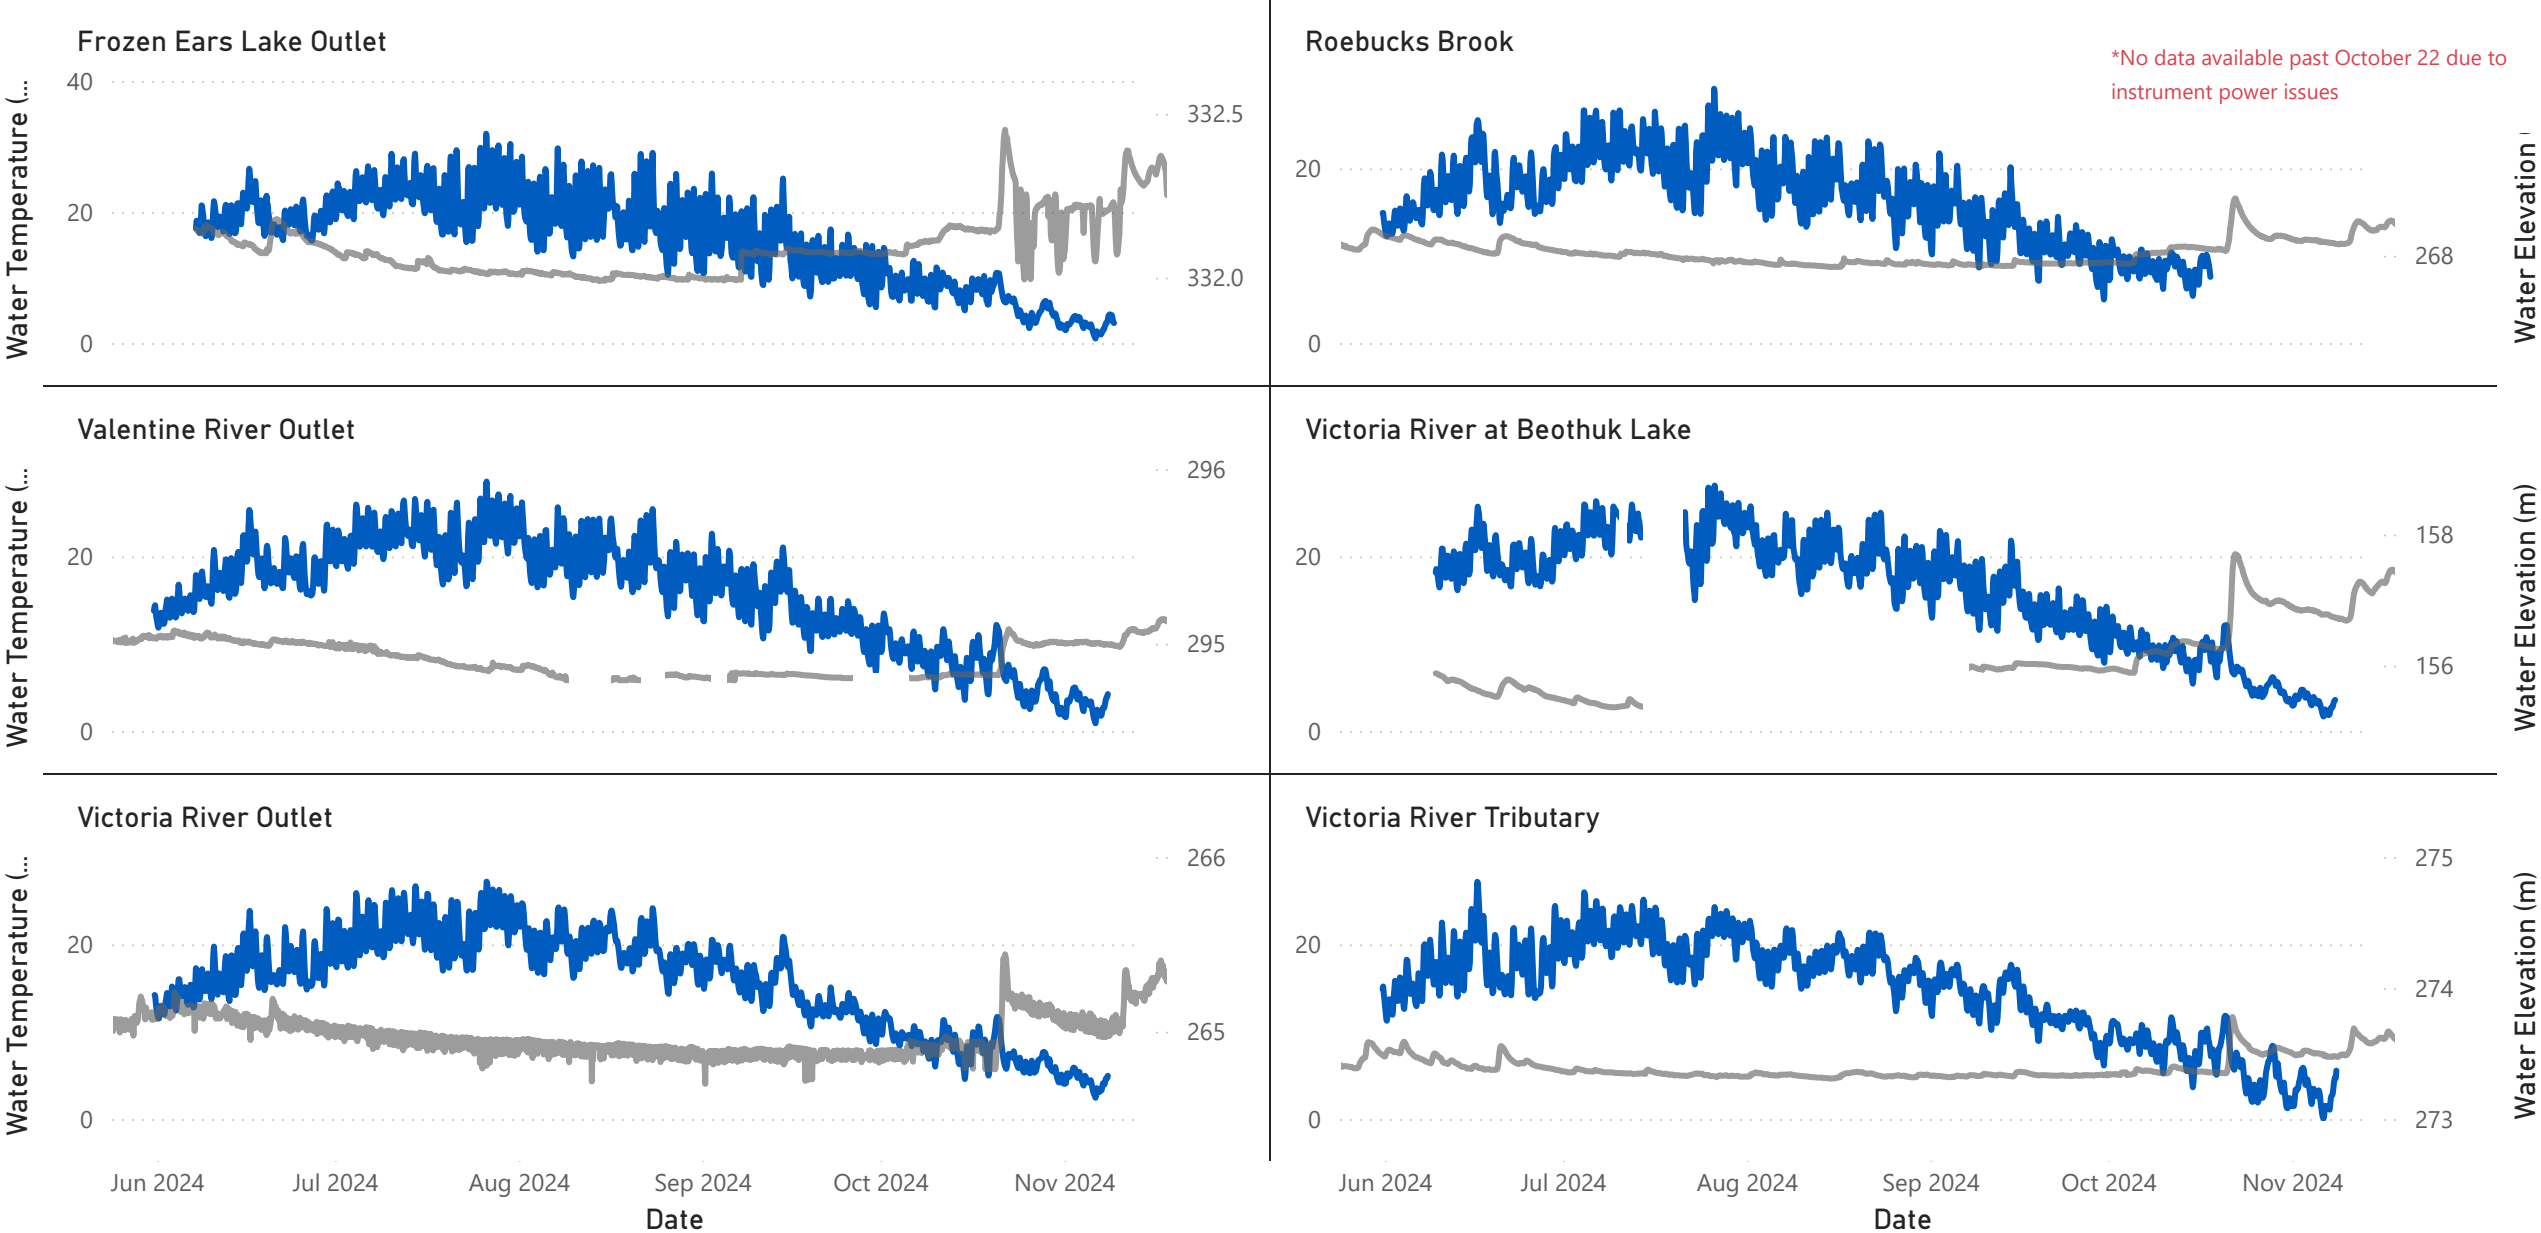 Frozen Ears Lake Outlet
Water Temperature (...
40
20
0
332.5
332.0
Roebucks Brook
*No data available past October 22 due to
instrument power issues
20
0
268
Water Elevation (
Valentine River Outlet
Water Temperature (...
20
0
296
295
Victoria River at Beothuk Lake
20
0
158
156
Water Elevation (m)
Victoria River Outlet
Water Temperature (...
20
0
266
265
Victoria River Tributary
20
0
275
274
273
Water Elevation (m)
Jun 2024 Jul 2024 Aug 2024 Sep 2024 Oct 2024 Nov 2024
Date
Jun 2024 Jul 2024 Aug 2024 Sep 2024 Oct 2024 Nov 2024
Date